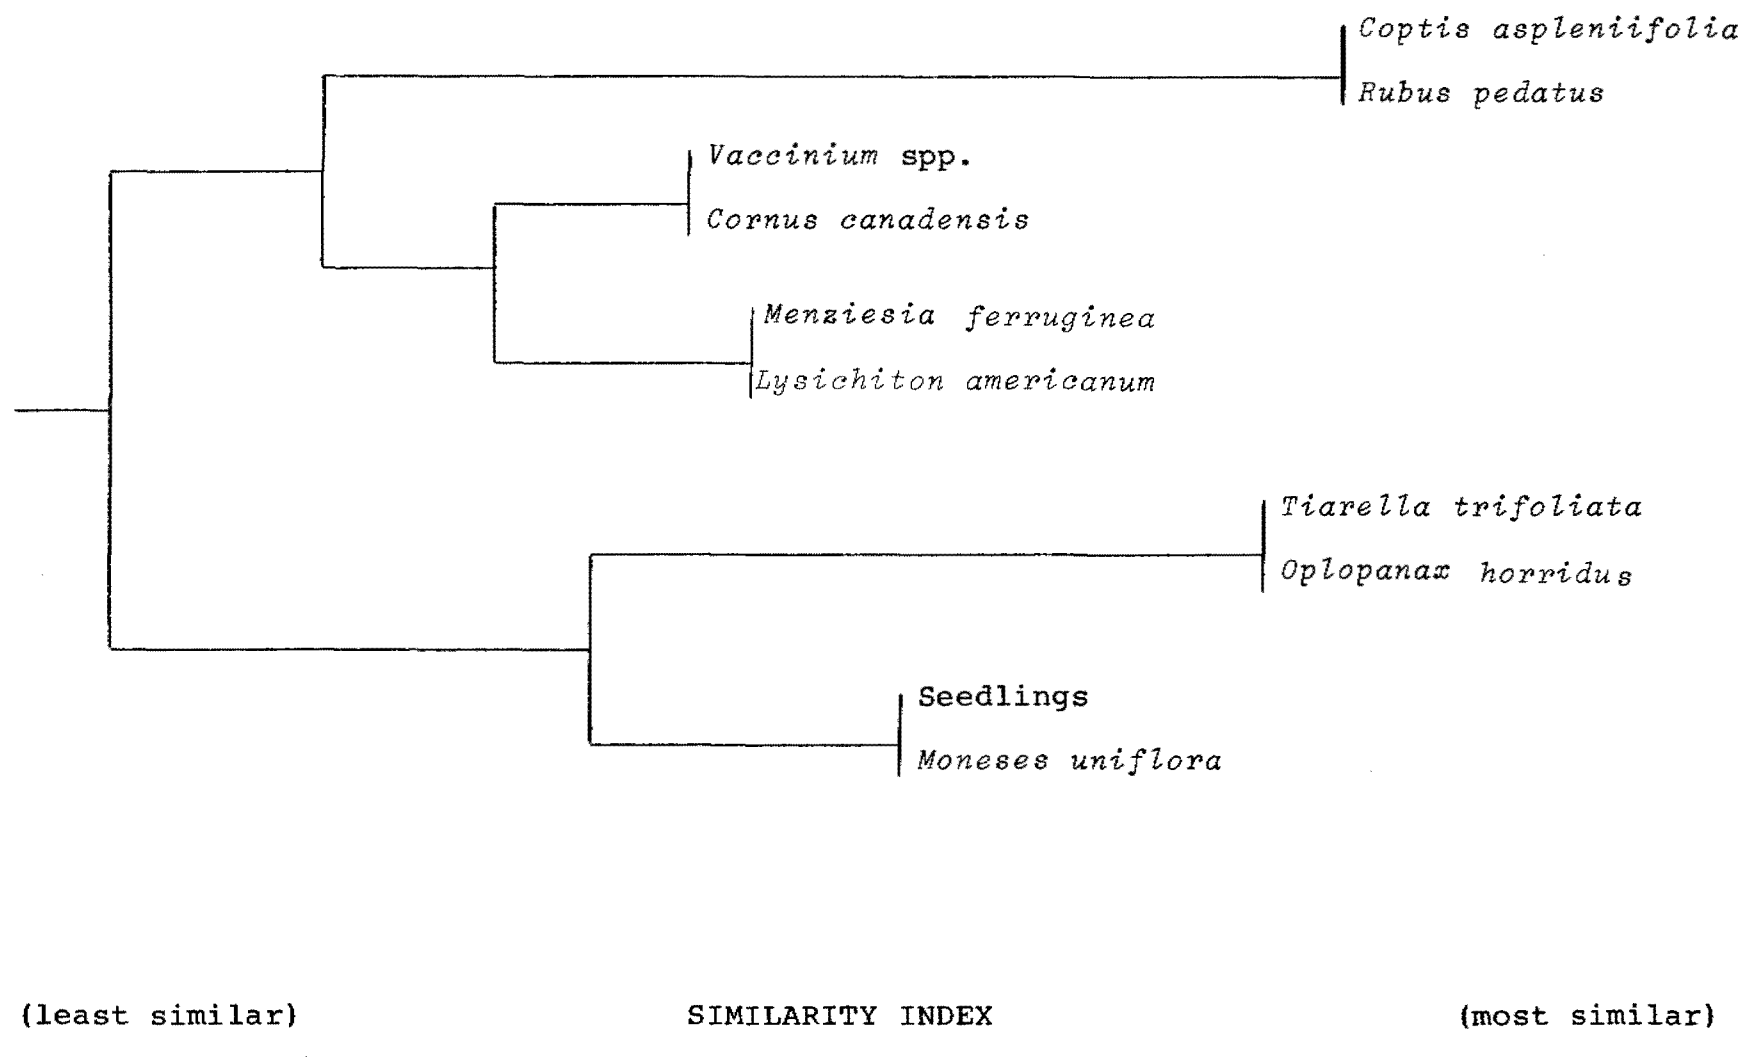 Coptis aspleniifolia
Rubus pedatus
Vaccinium spp.
Cornus canadensis
Menziesia ferruginea
Lysichiton americanum
Tiarella trifoliata
Oplopanax horridus
Seedlings
Moneses uniflora
(least similar) SIMILARITY INDEX (most similar)